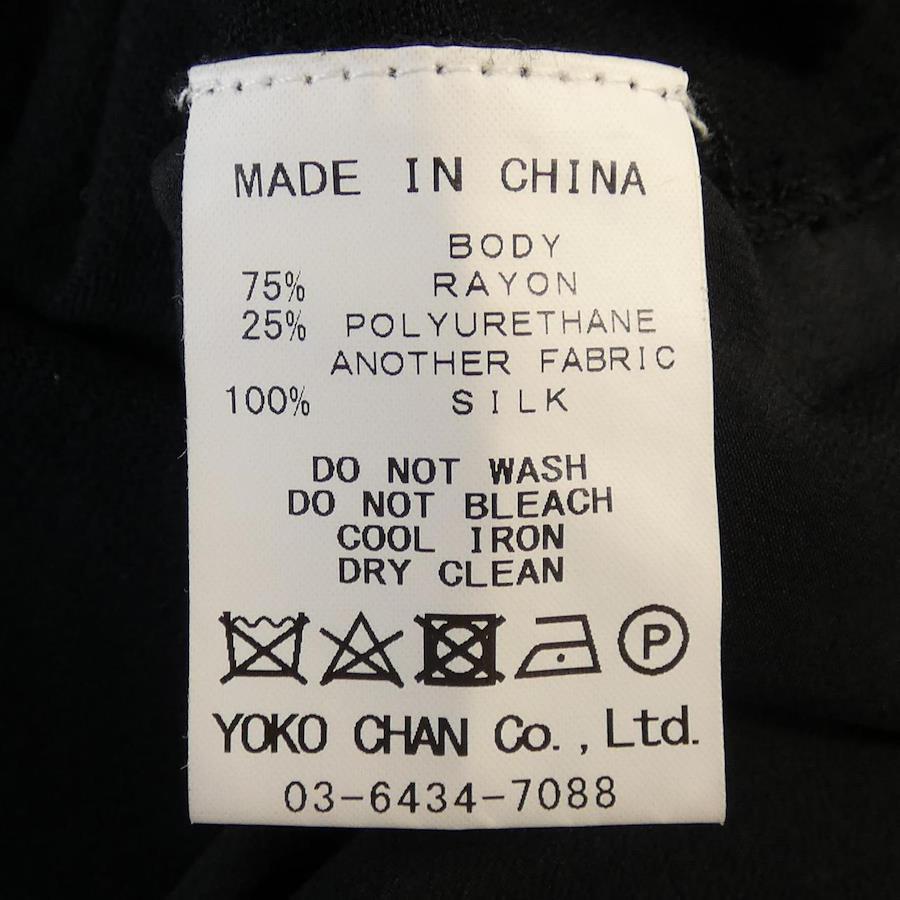 MADE IN CHINA
BODY
75% RAYON
25% POLYURETHANE
ANOTHER FABRIC
100% SILK
DO NOT WASH
DO NOT BLEACH
COOL IRON
DRY CLEAN
P
YOKO CHAN Co.,Ltd.
03-6434-7088